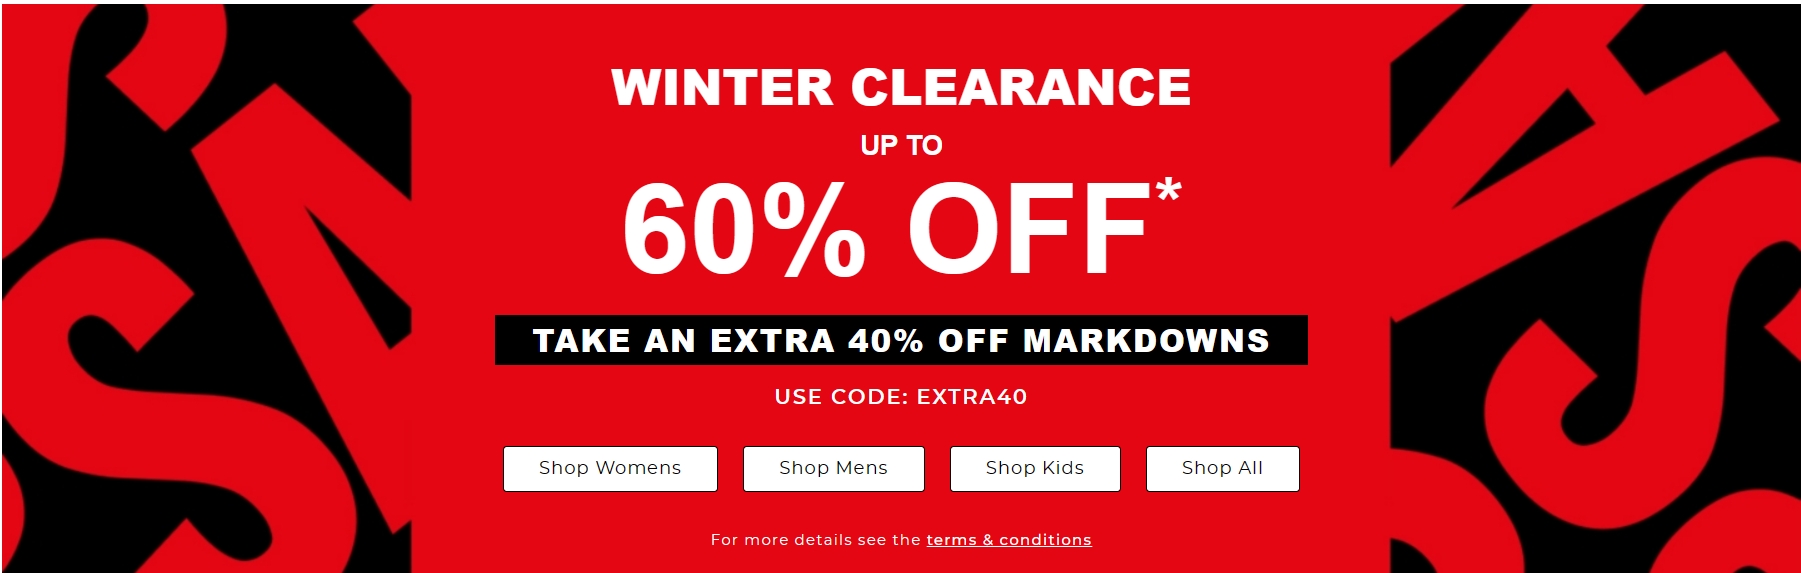 WINTER CLEARANCE
UP TO
60% OFF*
TAKE AN EXTRA 40% OFF MARKDOWNS
USE CODE: EXTRA40
Shop Womens
Shop Mens
Shop Kids
Shop All
For more details see the terms & conditions